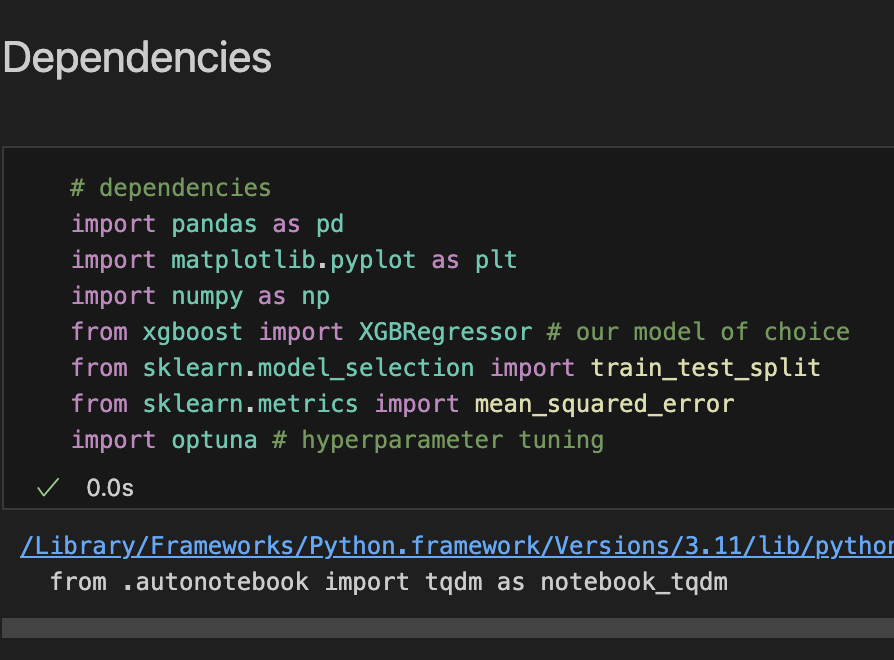 Dependencies
# dependencies
import pandas as pd
import matplotlib.pyplot as plt
import numpy as np
from xgboost import XGBRegressor # our model of choice
from sklearn.model_selection import train_test_split
from sklearn.metrics import mean_squared_error
import optuna # hyperparameter tuning
✓ 0.0s
/Library/Frameworks/Python.framework/Versions/3.11/lib/python
from .autonotebook import tqdm as notebook_tqdm